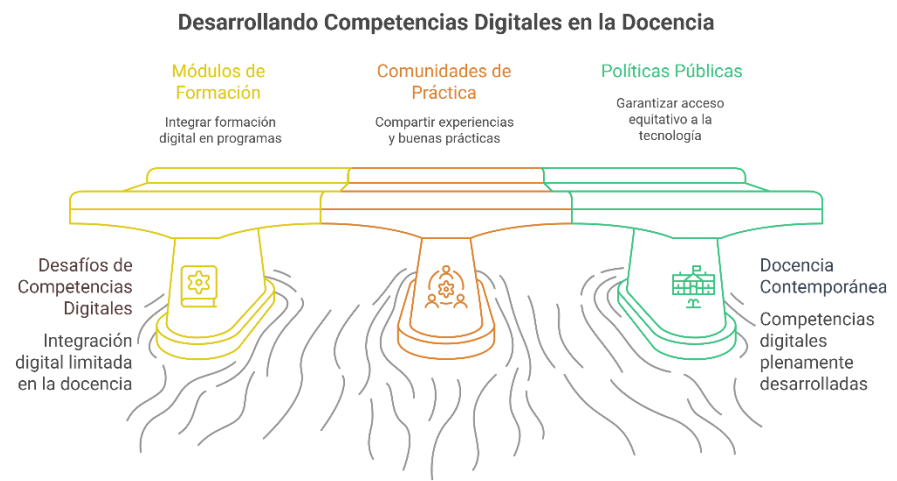 Desarrollando Competencias Digitales en la Docencia
Módulos de
Formación
Integrar formación
digital en programas
Comunidades de
Práctica
Compartir experiencias
y buenas prácticas
Políticas Públicas
Garantizar acceso
equitativo a la
tecnología
Desafíos de
Competencias
Digitales
Integración
digital limitada
en la docencia
Docencia
Contemporánea
Competencias
digitales
plenamente
desarrolladas